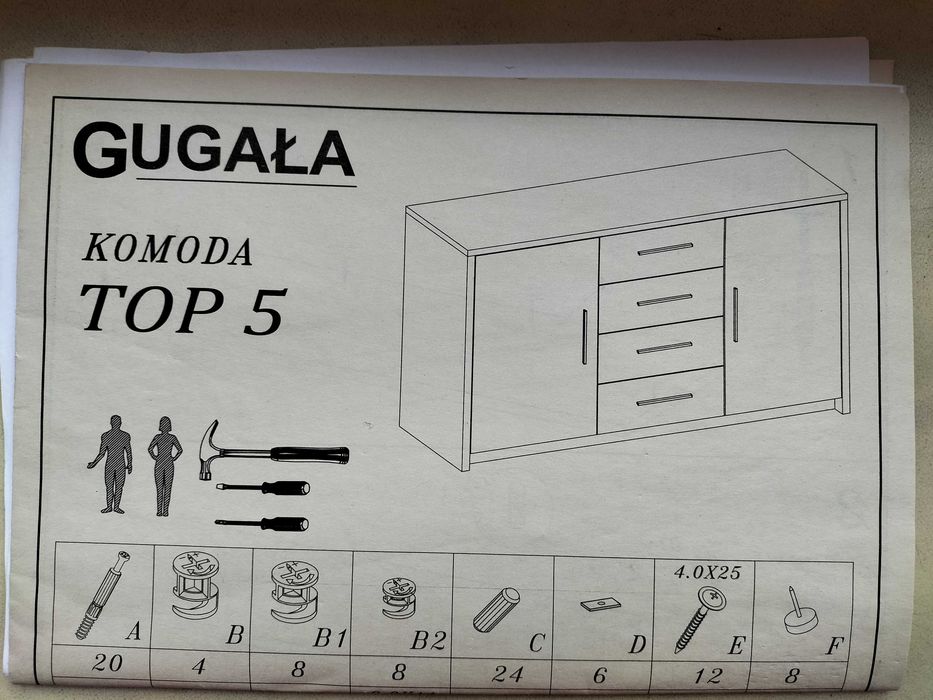 GUGAŁA
KOMODA
TOP 5
4.0X25
A B B1 B2 C D E F
20 4 8 8 24 6 12 8